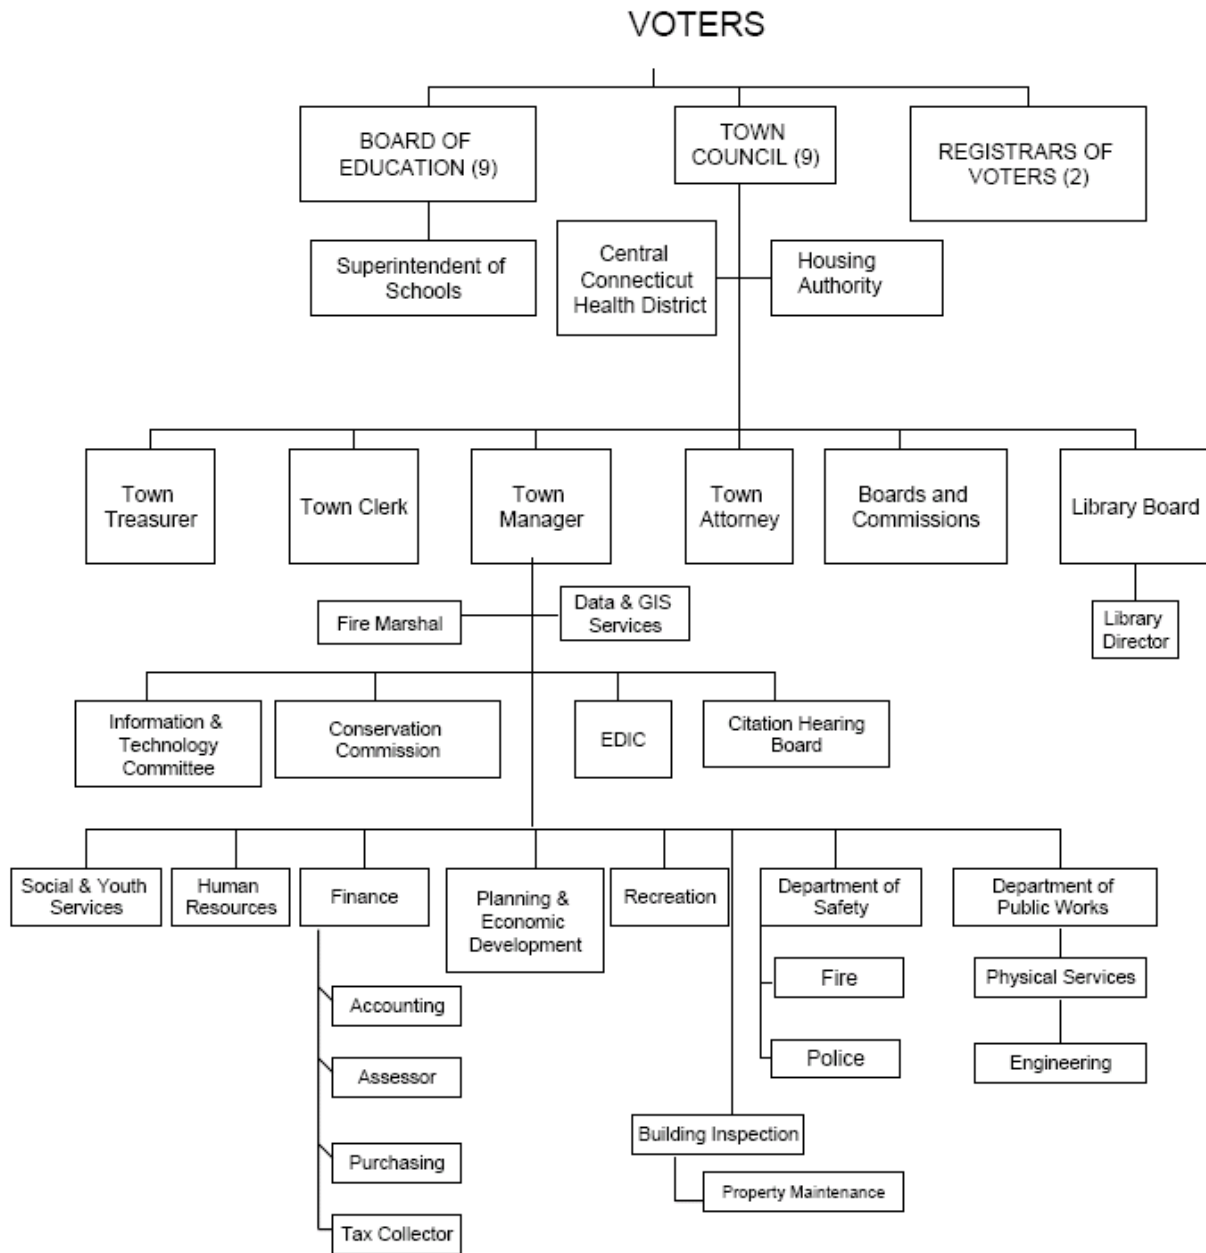 VOTERS
BOARD OF
EDUCATION (9)
TOWN
COUNCIL (9)
REGISTRARS OF
VOTERS (2)
Superintendent of
Schools
Central
Connecticut
Health District
Housing
Authority
Town
Treasurer
Town Clerk
Town
Manager
Town
Attorney
Boards and
Commissions
Library Board
Fire Marshal
Data & GIS
Services
Library
Director
Information &
Technology
Committee
Conservation
Commission
EDIC
Citation Hearing
Board
Social & Youth
Services
Human
Resources
Finance
Planning &
Economic
Development
Recreation
Department of
Safety
Department of
Public Works
Accounting
Assessor
Purchasing
Tax Collector
Fire
Police
Physical Services
Engineering
Building Inspection
Property Maintenance